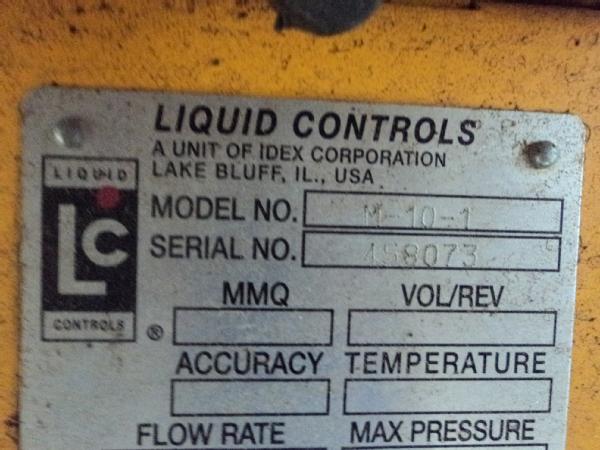 LIQUID CONTROLS
A UNIT OF IDEX CORPORATION
LAKE BLUFF, IL., USA
LIQUID
Lc
CONTROLS
®
MODEL NO. M-10-1
SERIAL NO. 458073
MMQ VOL/REV
ACCURACY TEMPERATURE
FLOW RATE MAX PRESSURE